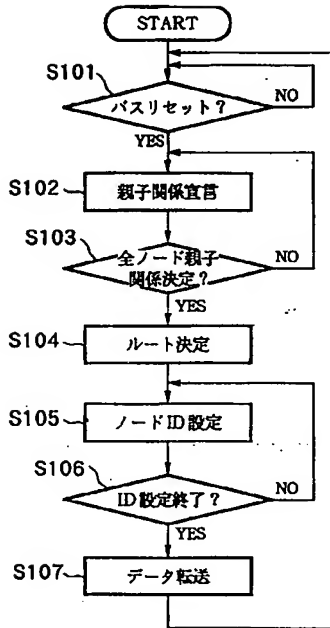 START
S101
バスリセット?
NO
YES
S102
親子関係宣言
S103
全ノード親子
関係決定?
NO
YES
S104
ルート決定
S105
ノードID設定
S106
ID設定終了?
NO
YES
S107
データ転送